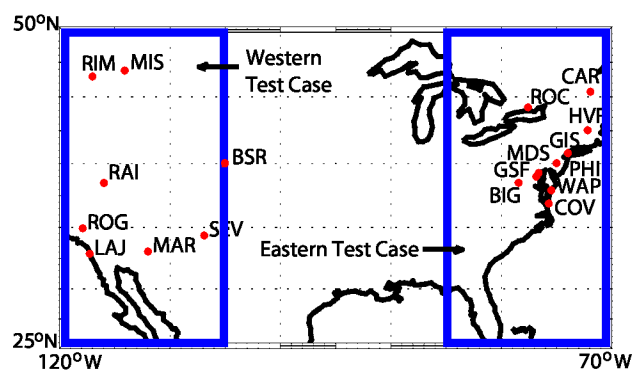 50°N
RIM
MIS
Western
Test Case
CAR
ROC
HVF
GIS
MDS
PHI
GSF
BSR
RAI
BIG
WAP
COV
ROG
SEV
LAJ
MAR
Eastern Test Case
25°N
120°W
70°W